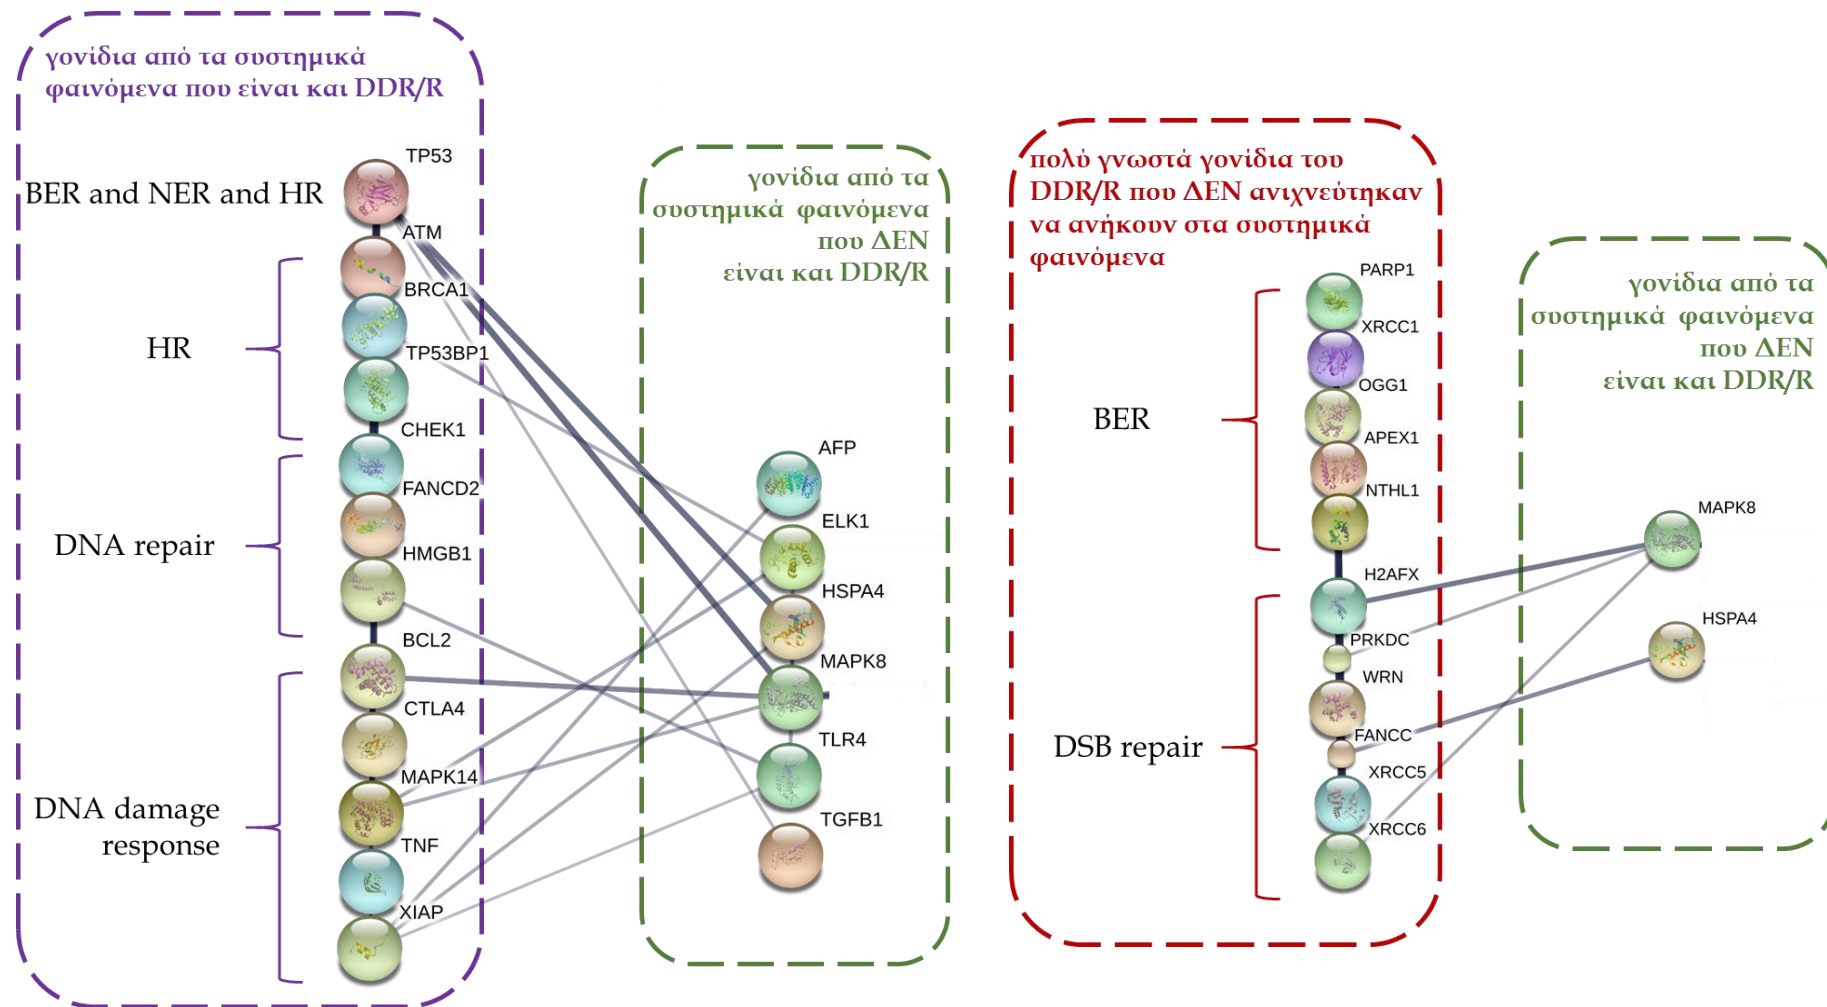 γονίδια από τα συστημικά
φαινόμενα που είναι και DDR/R
TP53
BER and NER and HR
ATM
BRCA1
HR
TP53BP1
CHEK1
FANCD2
DNA repair
HMGB1
BCL2
CTLA4
MAPK14
DNA damage
response
TNF
XIAP
γονίδια από τα
συστημικά φαινόμενα
που ΔΕΝ
είναι και DDR/R
AFP
ELK1
HSPA4
MAPK8
TLR4
TGFB1
πολύ γνωστά γονίδια του
DDR/R που ΔΕΝ ανιχνεύτηκαν
να ανήκουν στα συστημικά
φαινόμενα
PARP1
XRCC1
OGG1
BER
APEX1
NTHL1
H2AFX
PRKDC
WRN
FANCC
DSB repair
XRCC5
XRCC6
γονίδια από τα
συστημικά φαινόμενα
που ΔΕΝ
είναι και DDR/R
MAPK8
HSPA4